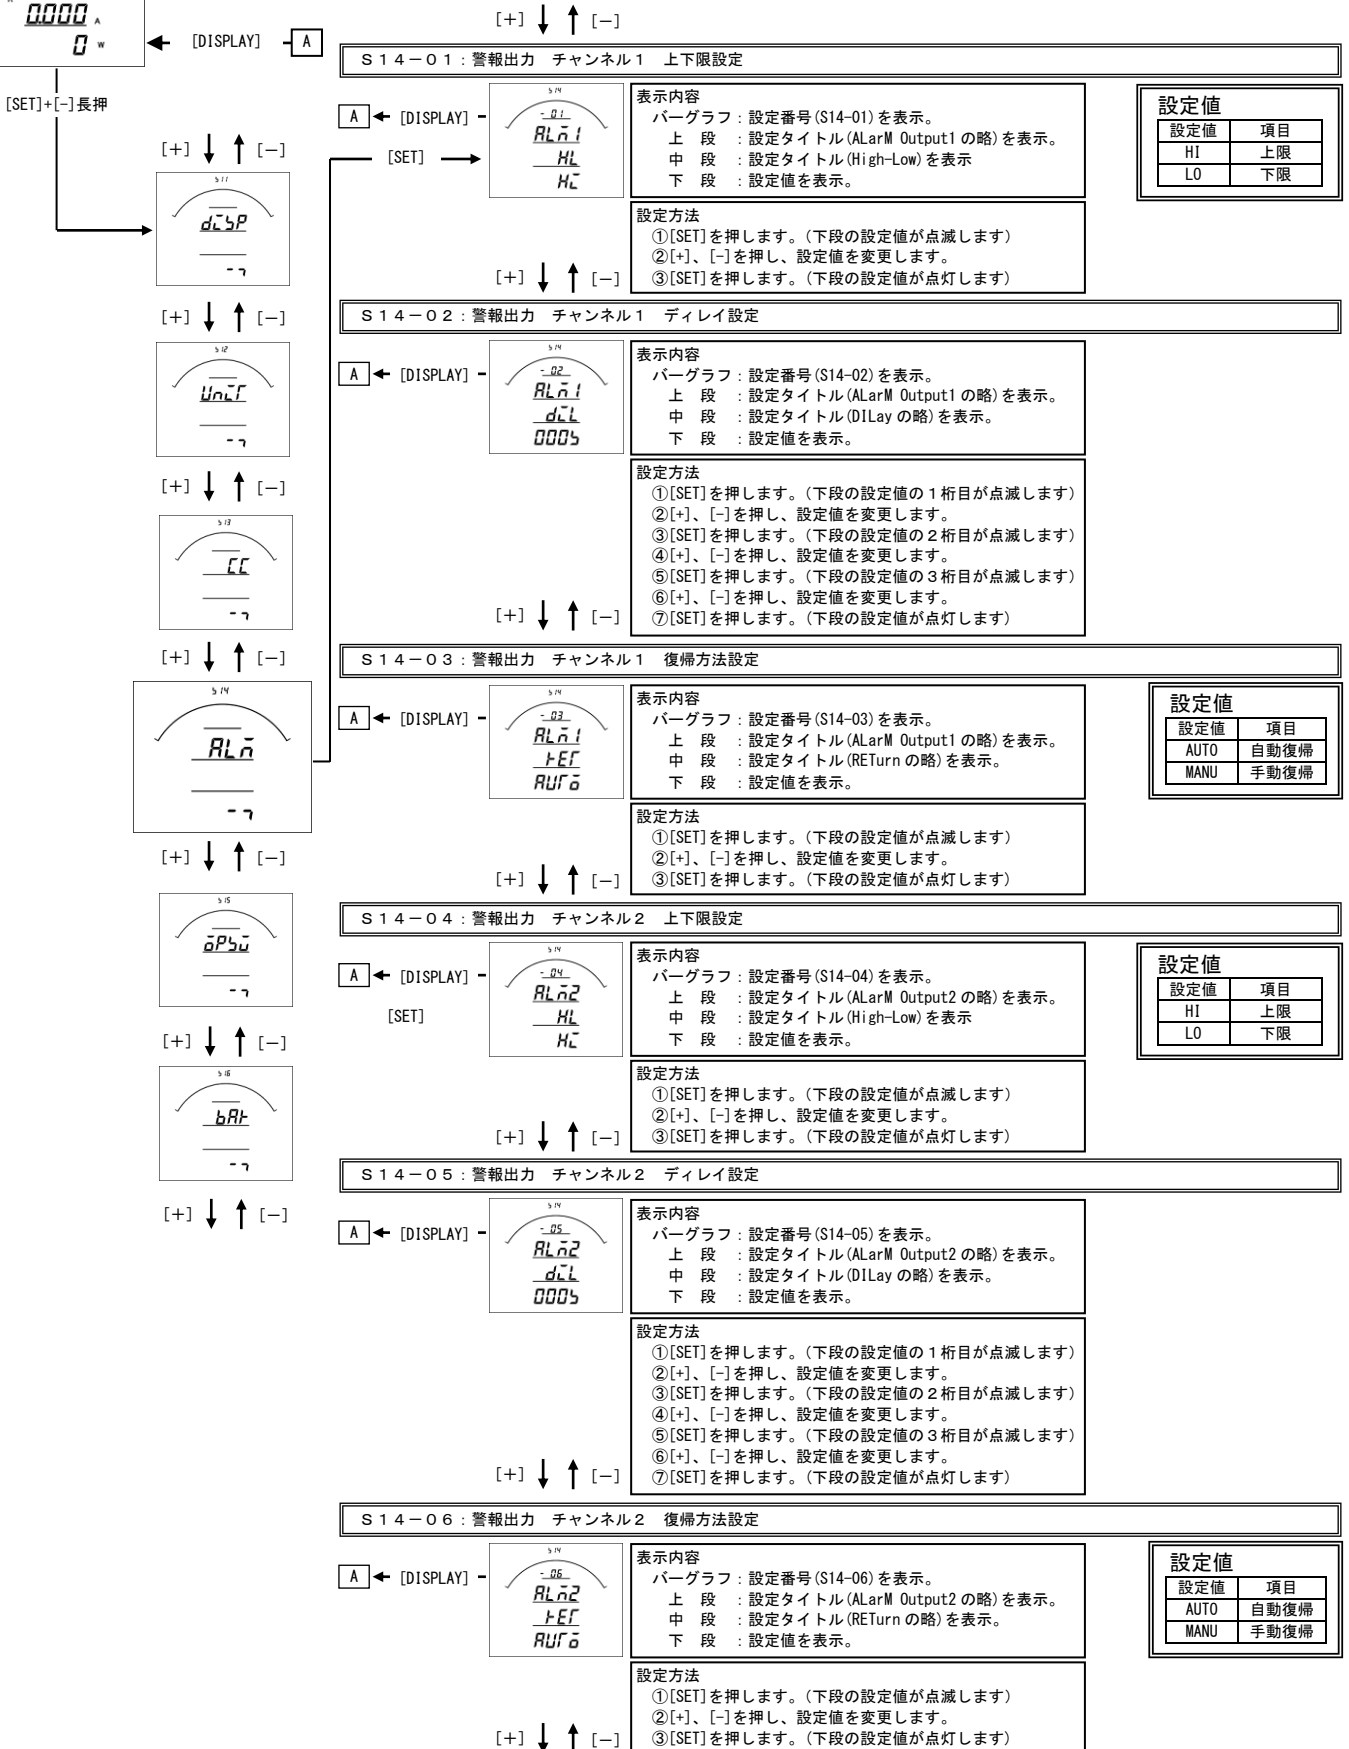 0.000 A
0 W
[DISPLAY]
A
[SET]+[-]長押
[+] [-]
S11
dISP
[+] [-]
S12
UnIT
[+] [-]
S13
CC
[+] [-]
S14
ALM
[+] [-]
S15
[+] [-]
S16
bAr
[+] [-]
[+] [-]
S14-01:警報出力 チャンネル1 上下限設定
A [DISPLAY]
[SET]
S14
-01
ALM1
HL
HI
表示内容
バーグラフ:設定番号(S14-01)を表示。
上 段 :設定タイトル(ALarM Output1の略)を表示。
中 段 :設定タイトル(High-Low)を表示
下 段 :設定値を表示。
設定値
設定値 項目
HI 上限
LO 下限
設定方法
①[SET]を押します。(下段の設定値が点滅します)
②[+]、[-]を押し、設定値を変更します。
③[SET]を押します。(下段の設定値が点灯します)
[+] [-]
S14-02:警報出力 チャンネル1 ディレイ設定
A [DISPLAY]
S14
-02
ALM1
dIL
000S
表示内容
バーグラフ:設定番号(S14-02)を表示。
上 段 :設定タイトル(ALarM Output1の略)を表示。
中 段 :設定タイトル(DILayの略)を表示。
下 段 :設定値を表示。
設定方法
①[SET]を押します。(下段の設定値の1桁目が点滅します)
②[+]、[-]を押し、設定値を変更します。
③[SET]を押します。(下段の設定値の2桁目が点滅します)
④[+]、[-]を押し、設定値を変更します。
⑤[SET]を押します。(下段の設定値の3桁目が点滅します)
⑥[+]、[-]を押し、設定値を変更します。
⑦[SET]を押します。(下段の設定値が点灯します)
[+] [-]
S14-03:警報出力 チャンネル1 復帰方法設定
A [DISPLAY]
S14
-03
ALM1
rET
AUTO
表示内容
バーグラフ:設定番号(S14-03)を表示。
上 段 :設定タイトル(ALarM Output1の略)を表示。
中 段 :設定タイトル(RETurnの略)を表示。
下 段 :設定値を表示。
設定値
設定値 項目
AUTO 自動復帰
MANU 手動復帰
設定方法
①[SET]を押します。(下段の設定値が点滅します)
②[+]、[-]を押し、設定値を変更します。
③[SET]を押します。(下段の設定値が点灯します)
[+] [-]
S14-04:警報出力 チャンネル2 上下限設定
A [DISPLAY]
[SET]
S14
-04
ALM2
HL
HI
表示内容
バーグラフ:設定番号(S14-04)を表示。
上 段 :設定タイトル(ALarM Output2の略)を表示。
中 段 :設定タイトル(High-Low)を表示
下 段 :設定値を表示。
設定値
設定値 項目
HI 上限
LO 下限
設定方法
①[SET]を押します。(下段の設定値が点滅します)
②[+]、[-]を押し、設定値を変更します。
③[SET]を押します。(下段の設定値が点灯します)
[+] [-]
S14-05:警報出力 チャンネル2 ディレイ設定
A [DISPLAY]
S14
-05
ALM2
dIL
000S
表示内容
バーグラフ:設定番号(S14-05)を表示。
上 段 :設定タイトル(ALarM Output2の略)を表示。
中 段 :設定タイトル(DILayの略)を表示。
下 段 :設定値を表示。
設定方法
①[SET]を押します。(下段の設定値の1桁目が点滅します)
②[+]、[-]を押し、設定値を変更します。
③[SET]を押します。(下段の設定値の2桁目が点滅します)
④[+]、[-]を押し、設定値を変更します。
⑤[SET]を押します。(下段の設定値の3桁目が点滅します)
⑥[+]、[-]を押し、設定値を変更します。
⑦[SET]を押します。(下段の設定値が点灯します)
[+] [-]
S14-06:警報出力 チャンネル2 復帰方法設定
A [DISPLAY]
S14
-06
ALM2
rET
AUTO
表示内容
バーグラフ:設定番号(S14-06)を表示。
上 段 :設定タイトル(ALarM Output2の略)を表示。
中 段 :設定タイトル(RETurnの略)を表示。
下 段 :設定値を表示。
設定値
設定値 項目
AUTO 自動復帰
MANU 手動復帰
設定方法
①[SET]を押します。(下段の設定値が点滅します)
②[+]、[-]を押し、設定値を変更します。
③[SET]を押します。(下段の設定値が点灯します)
[+] [-]